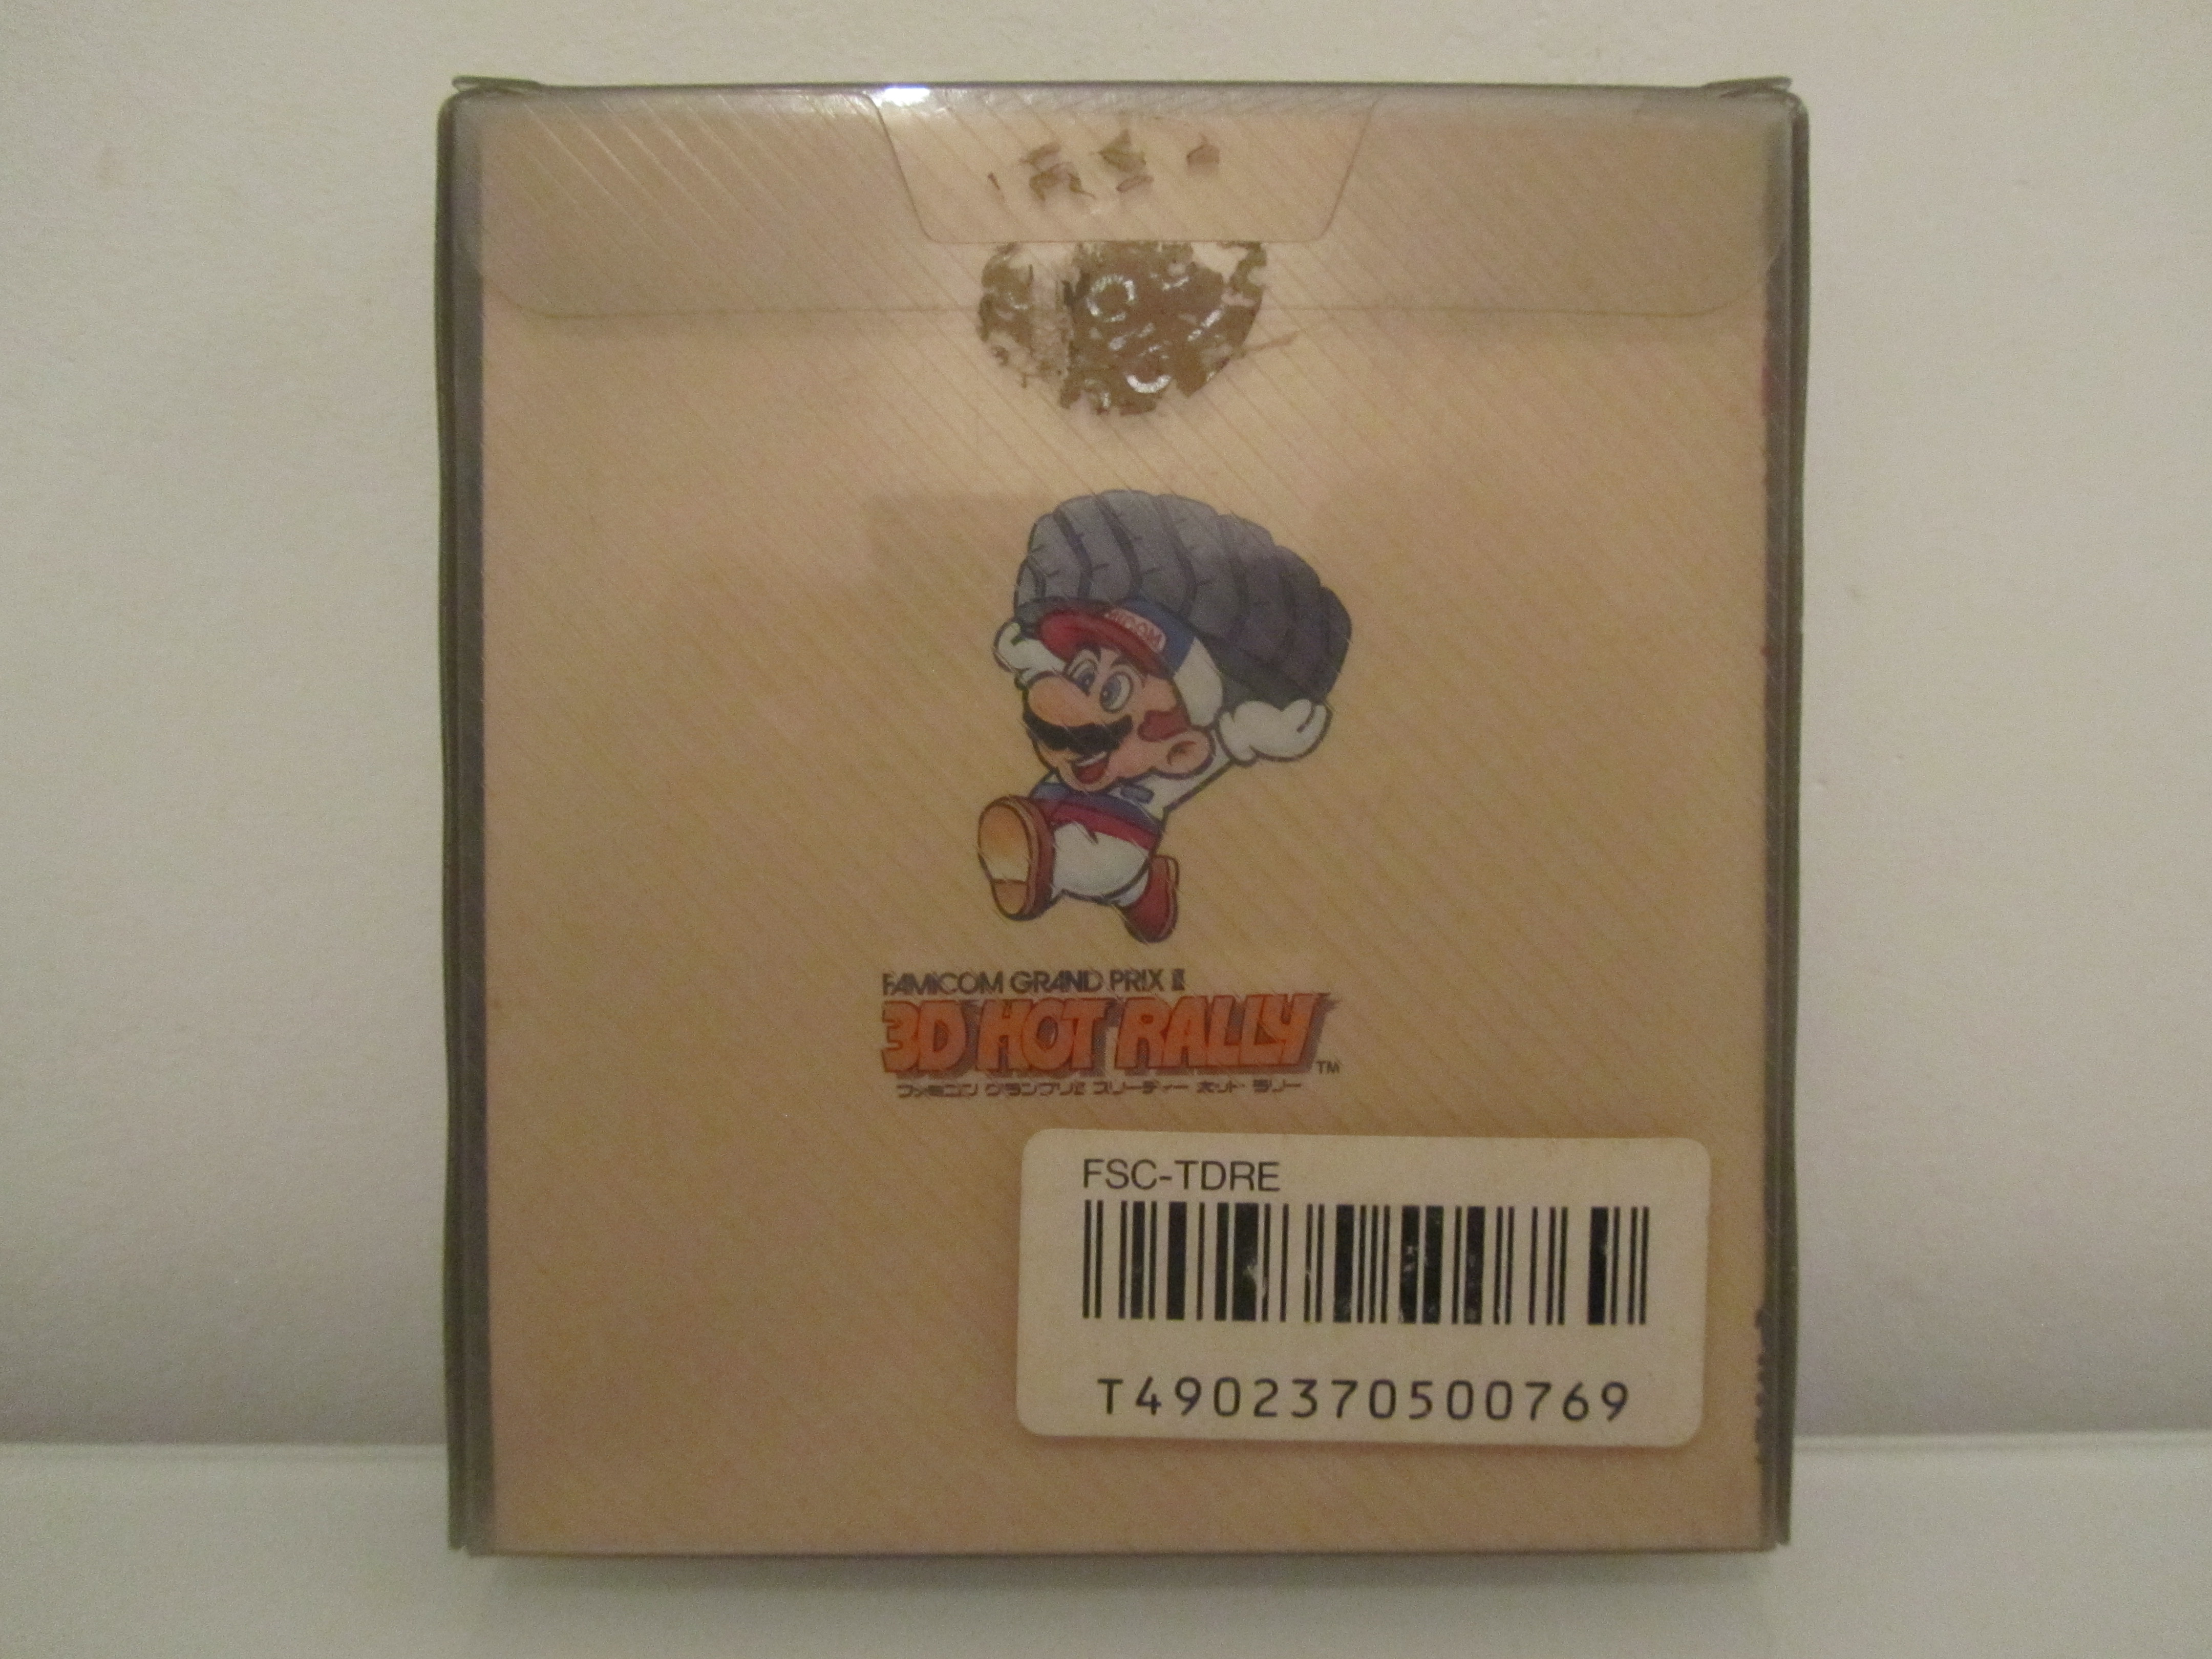 FAMICOM GRAND PRIX II
3D HOT RALLY TM
ファミコン グランプリⅡ スリーディー ホット ラリー
FSC-TDRE
T4902370500769